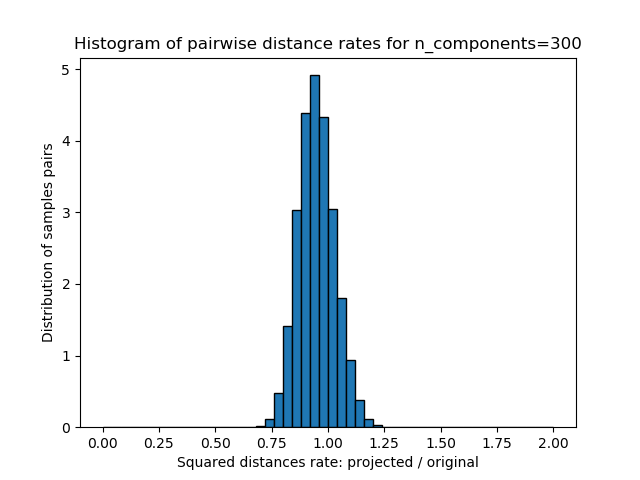 Histogram of pairwise distance rates for n_components=300
Distribution of samples pairs
5
4
3
2
1
0
0.00 0.25 0.50 0.75 1.00 1.25 1.50 1.75 2.00
Squared distances rate: projected / original